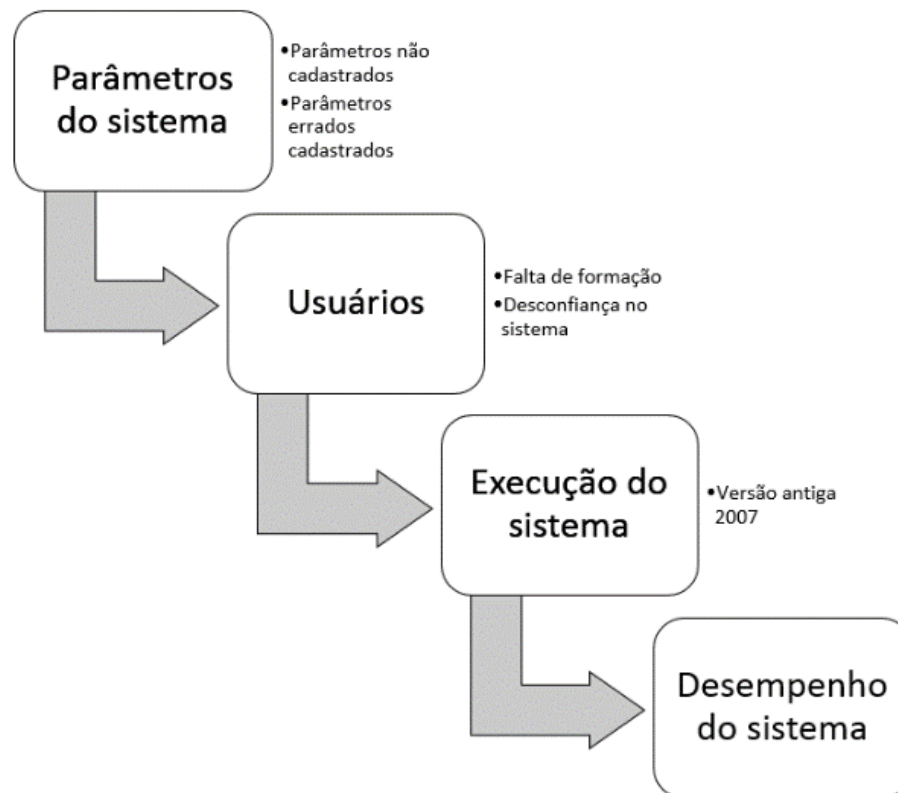 Parâmetros
do sistema
•Parâmetros não
cadastrados
•Parâmetros
errados
cadastrados
Usuários
•Falta de formação
•Desconfiança no
sistema
Execução do
sistema
•Versão antiga
2007
Desempenho
do sistema